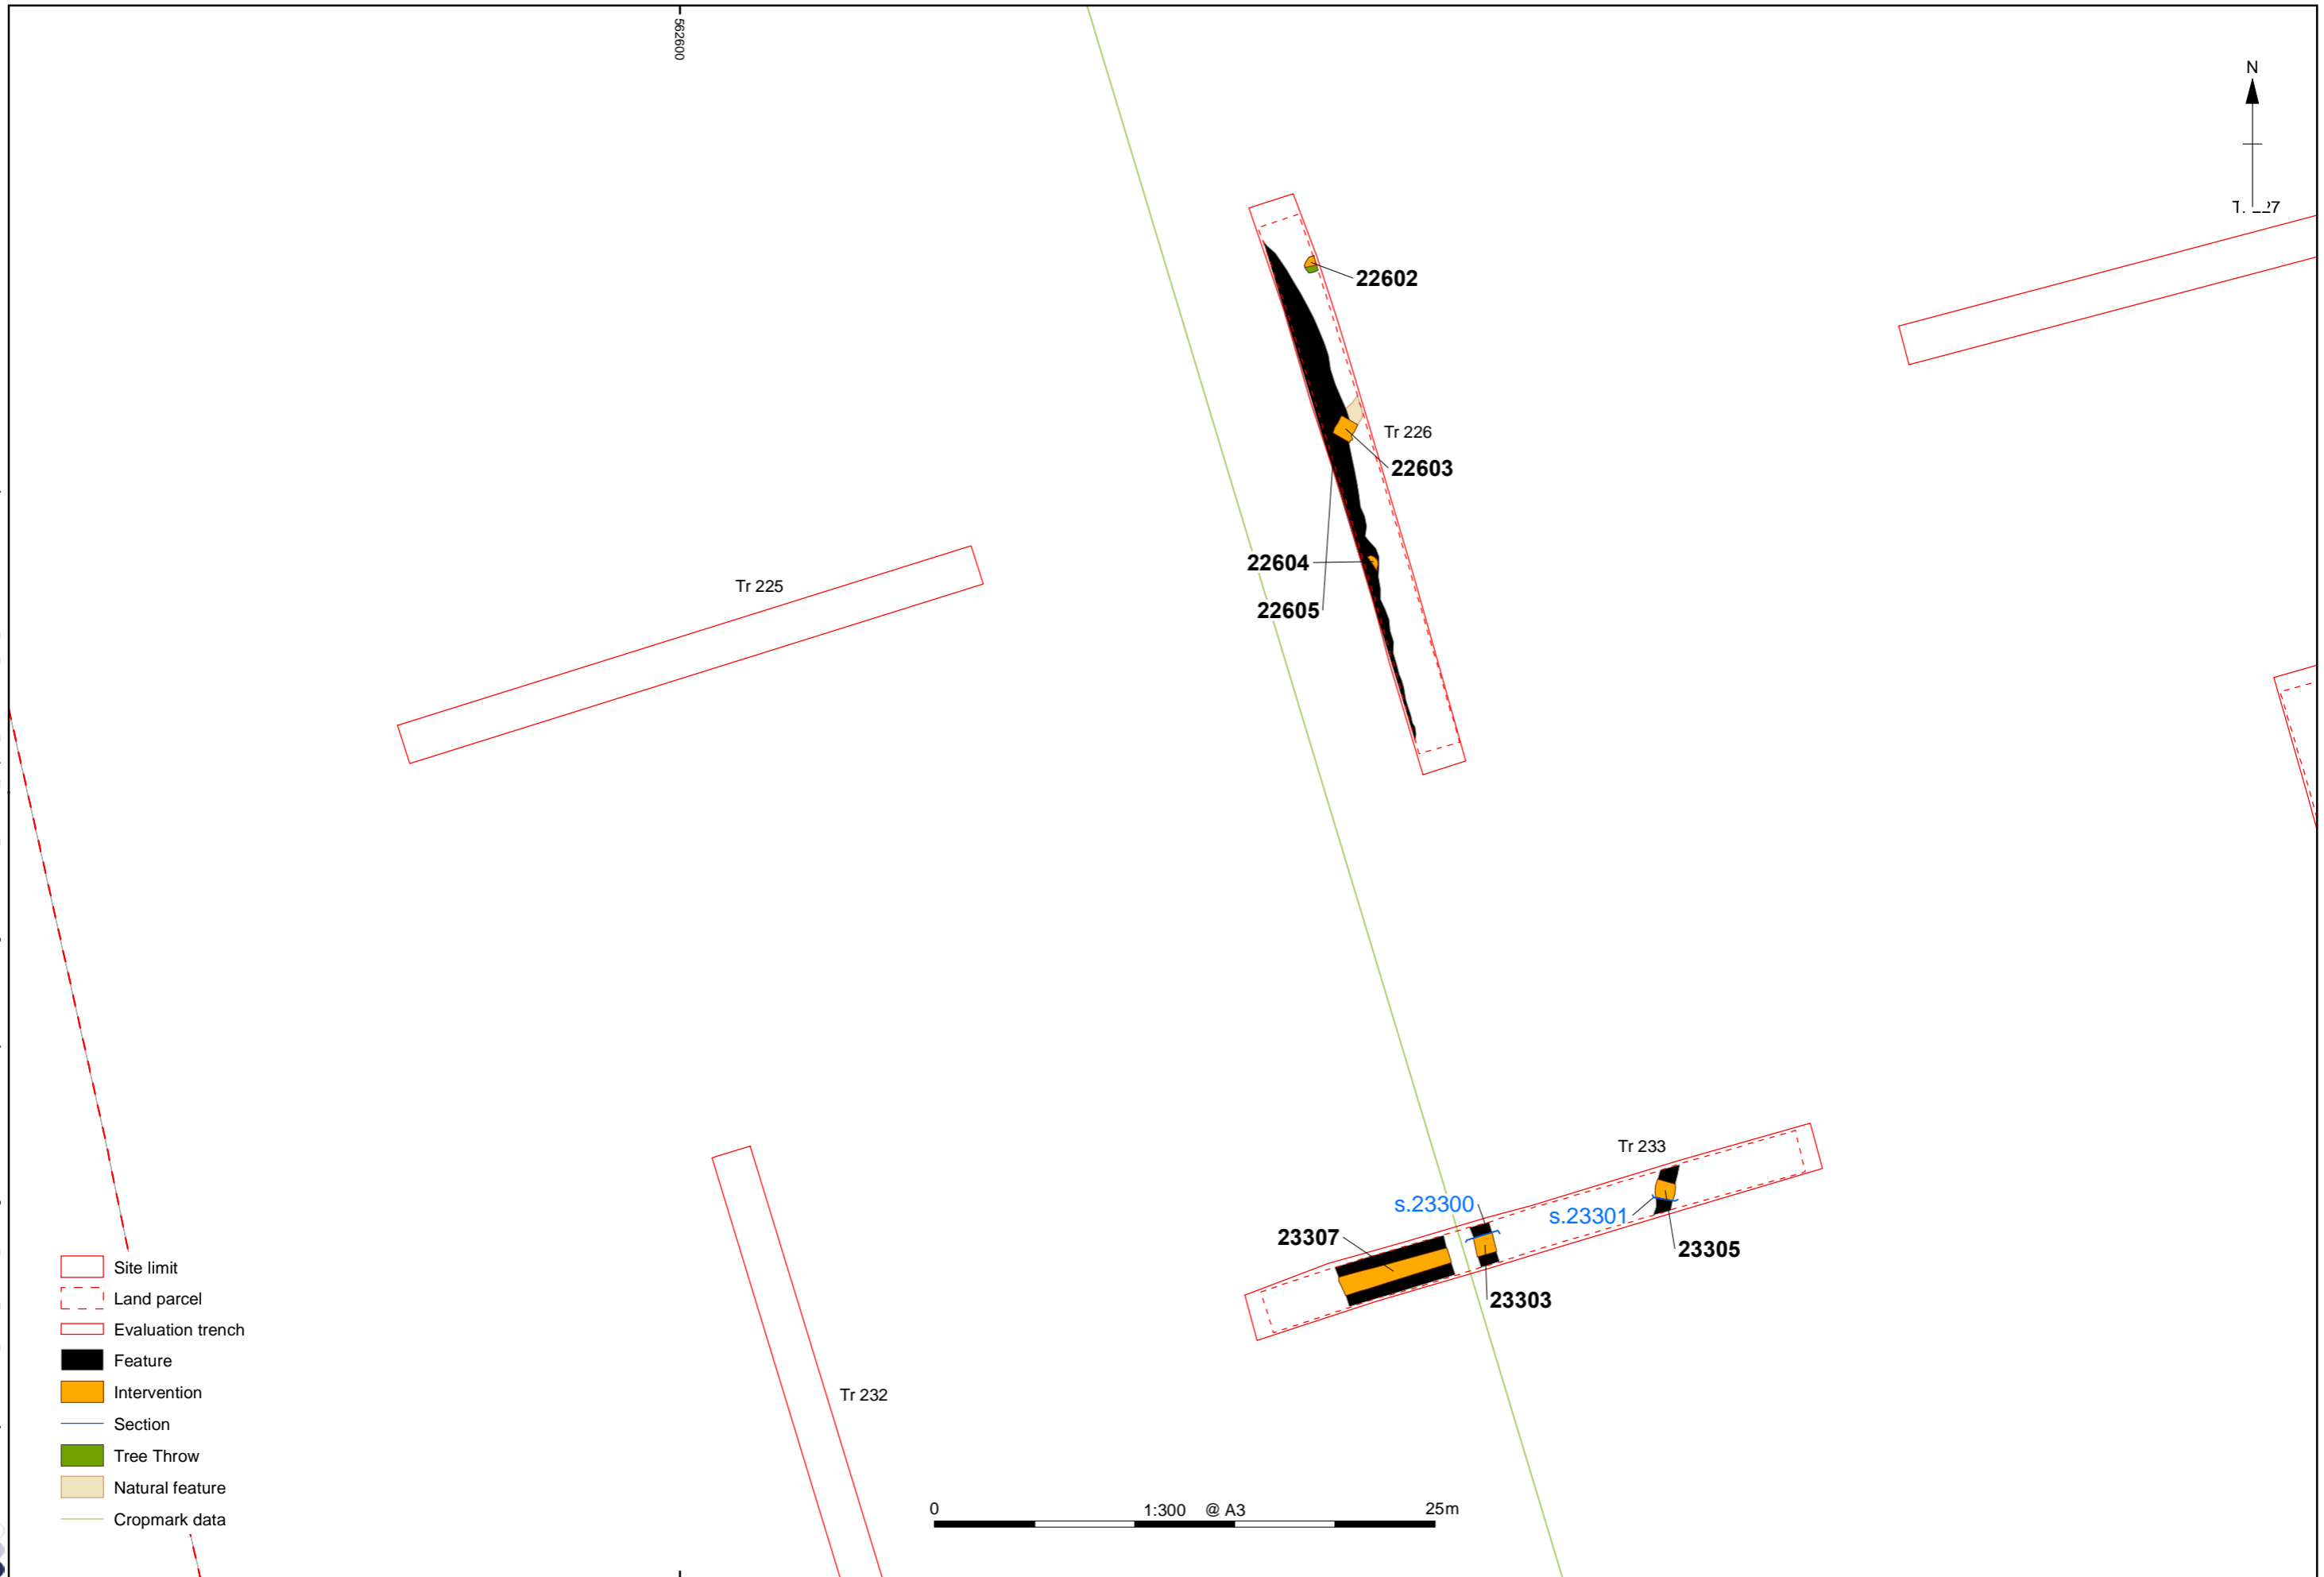 562600
N
22602
Tr 226
22603
22604
22605
Tr 225
Tr 233
s.23300
s.23301
23307
23305
23303
Tr 232
Site limit
Land parcel
Evaluation trench
Feature
Intervention
Section
Tree Throw
Natural feature
Cropmark data
0 1:300 @ A3 25m